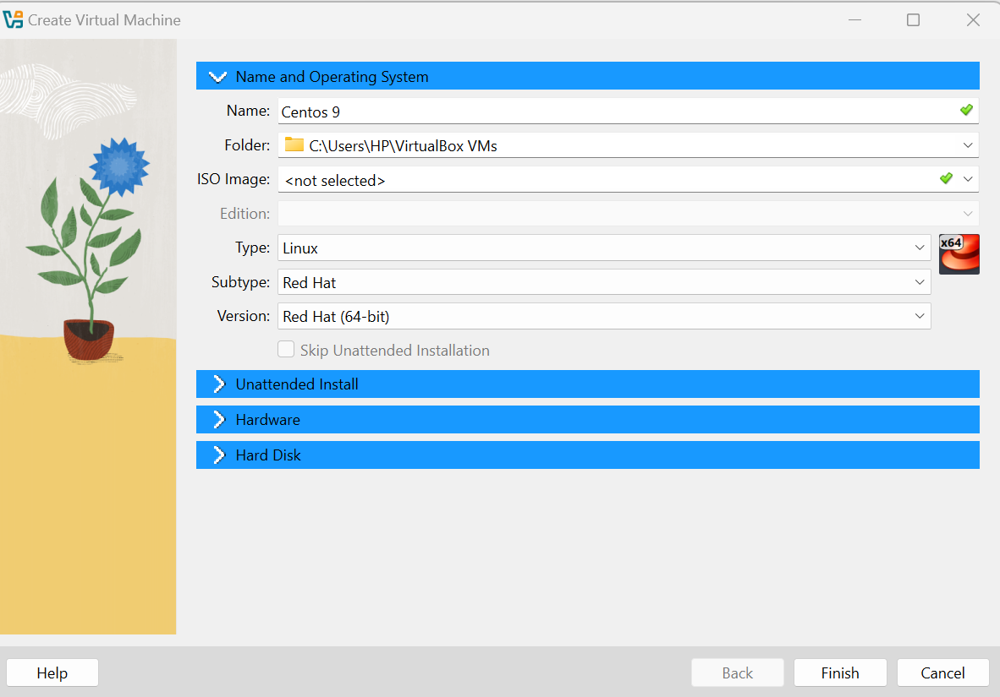 Create Virtual Machine
Name and Operating System
Name: Centos 9
Folder: C:\Users\HP\VirtualBox VMs
ISO Image: <not selected>
Edition:
Type: Linux
x64
Subtype: Red Hat
Version: Red Hat (64-bit)
Skip Unattended Installation
Unattended Install
Hardware
Hard Disk
Help Back Finish Cancel